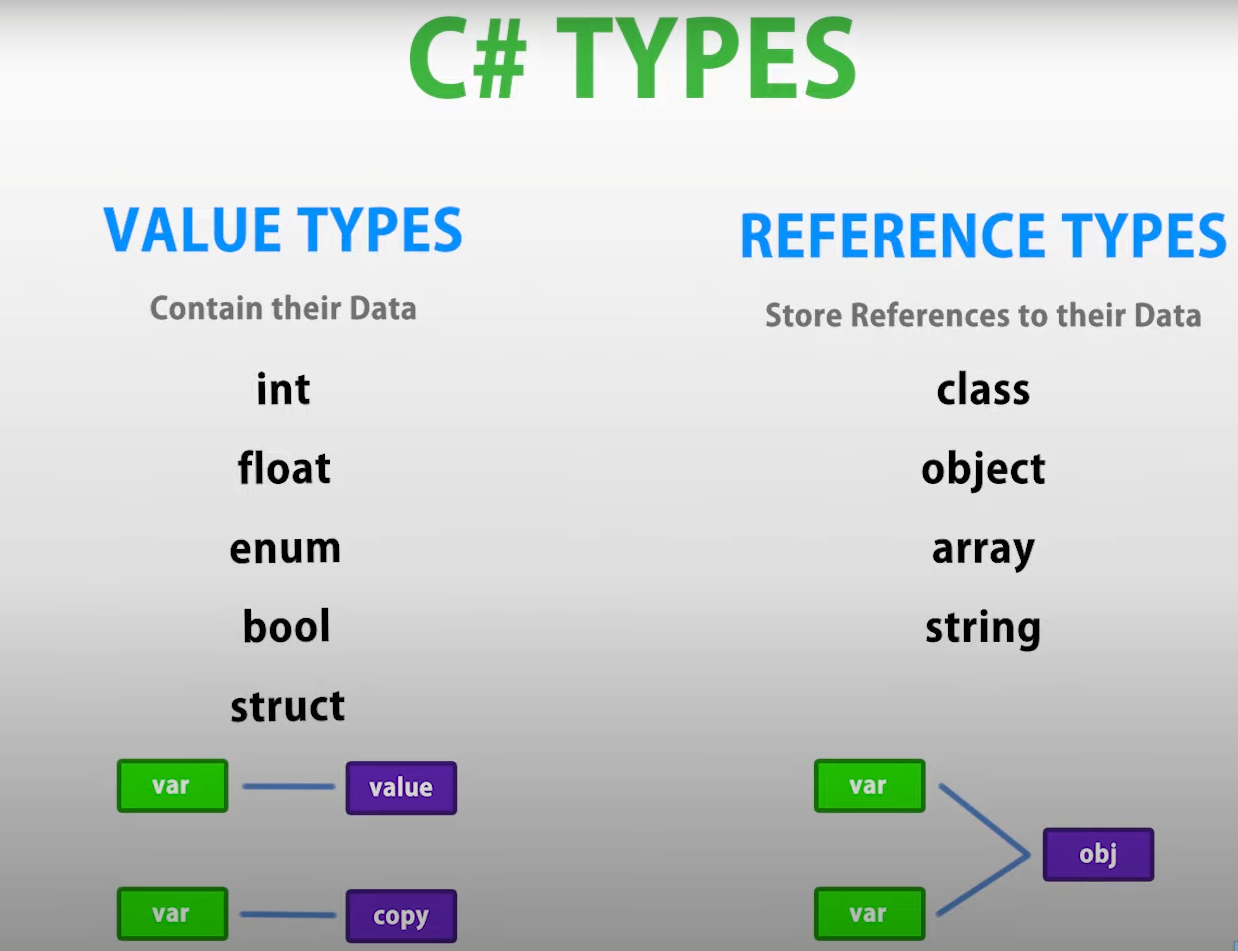 C# TYPES
VALUE TYPES
Contain their Data
int
float
enum
bool
struct
var
value
var
copy
REFERENCE TYPES
Store References to their Data
class
object
array
string
var
obj
var